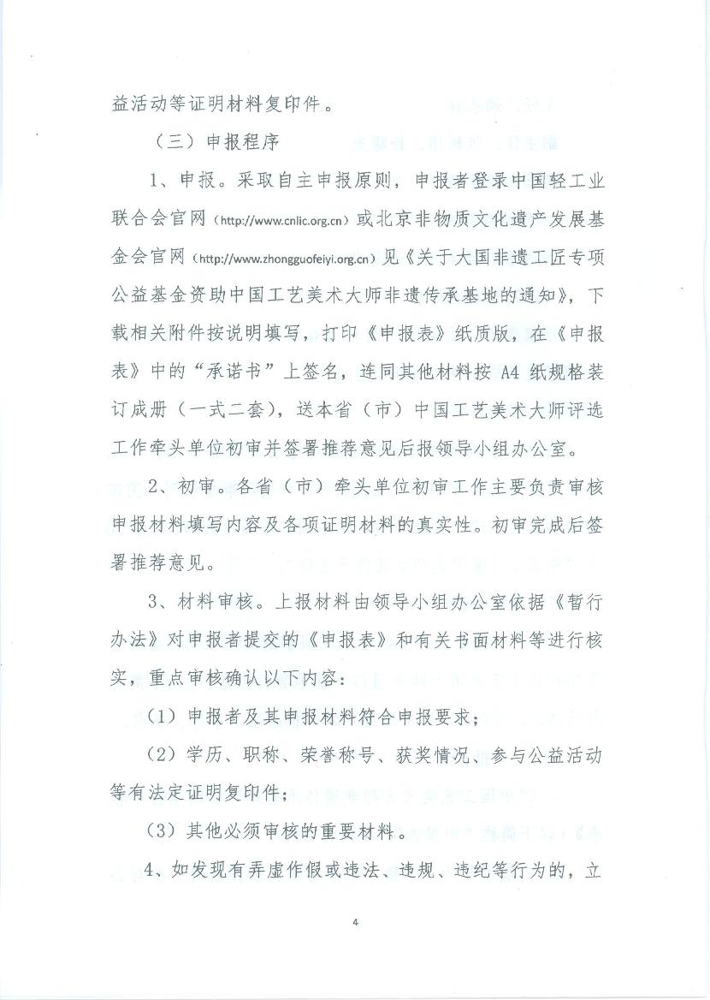 益活动等证明材料复印件。
（三）申报程序
1、申报。采取自主申报原则，申报者登录中国轻工业
联合会官网（http://www.cnlic.org.cn）或北京非物质文化遗产发展基
金会官网（http://www.zhongguofeiyi.org.cn）见《关于大国非遗工匠专项
公益基金资助中国工艺美术大师非遗传承基地的通知》，下
载相关附件按说明填写，打印《申报表》纸质版，在《申报
表》中的“承诺书”上签名，连同其他材料按 A4 纸规格装
订成册（一式二套），送本省（市）中国工艺美术大师评选
工作牵头单位初审并签署推荐意见后报领导小组办公室。
2、初审。各省（市）牵头单位初审工作主要负责审核
申报材料填写内容及各项证明材料的真实性。初审完成后签
署推荐意见。
3、材料审核。上报材料由领导小组办公室依据《暂行
办法》对申报者提交的《申报表》和有关书面材料等进行核
实，重点审核确认以下内容：
（1）申报者及其申报材料符合申报要求；
（2）学历、职称、荣誉称号、获奖情况、参与公益活动
等有法定证明复印件；
（3）其他必须审核的重要材料。
4、如发现有弄虚作假或违法、违规、违纪等行为的，立
4